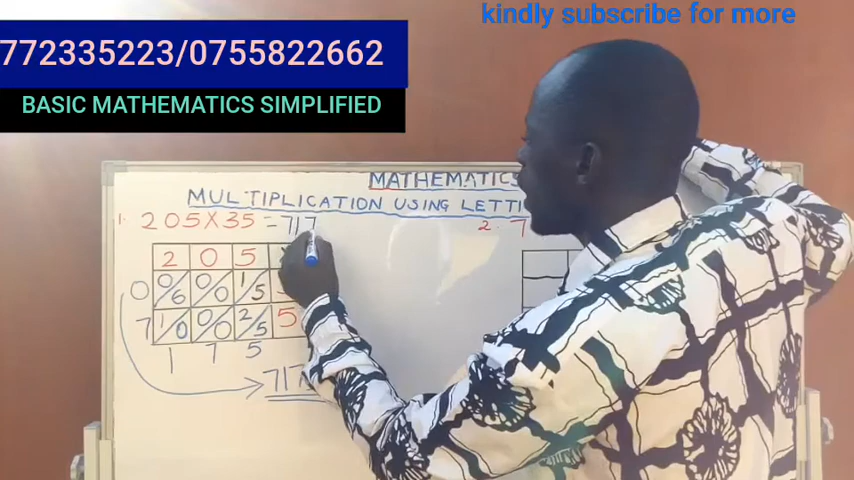 kindly subscribe for more
772335223/0755822662
BASIC MATHEMATICS SIMPLIFIED
MATHEMATICS
MULTIPLICATION USING LETTI
1. 205X35 =717
2. 7
2 0 5
0 0/6 0/0 1/5
7 1/0 0/0 2/5 5
1 7 5
717